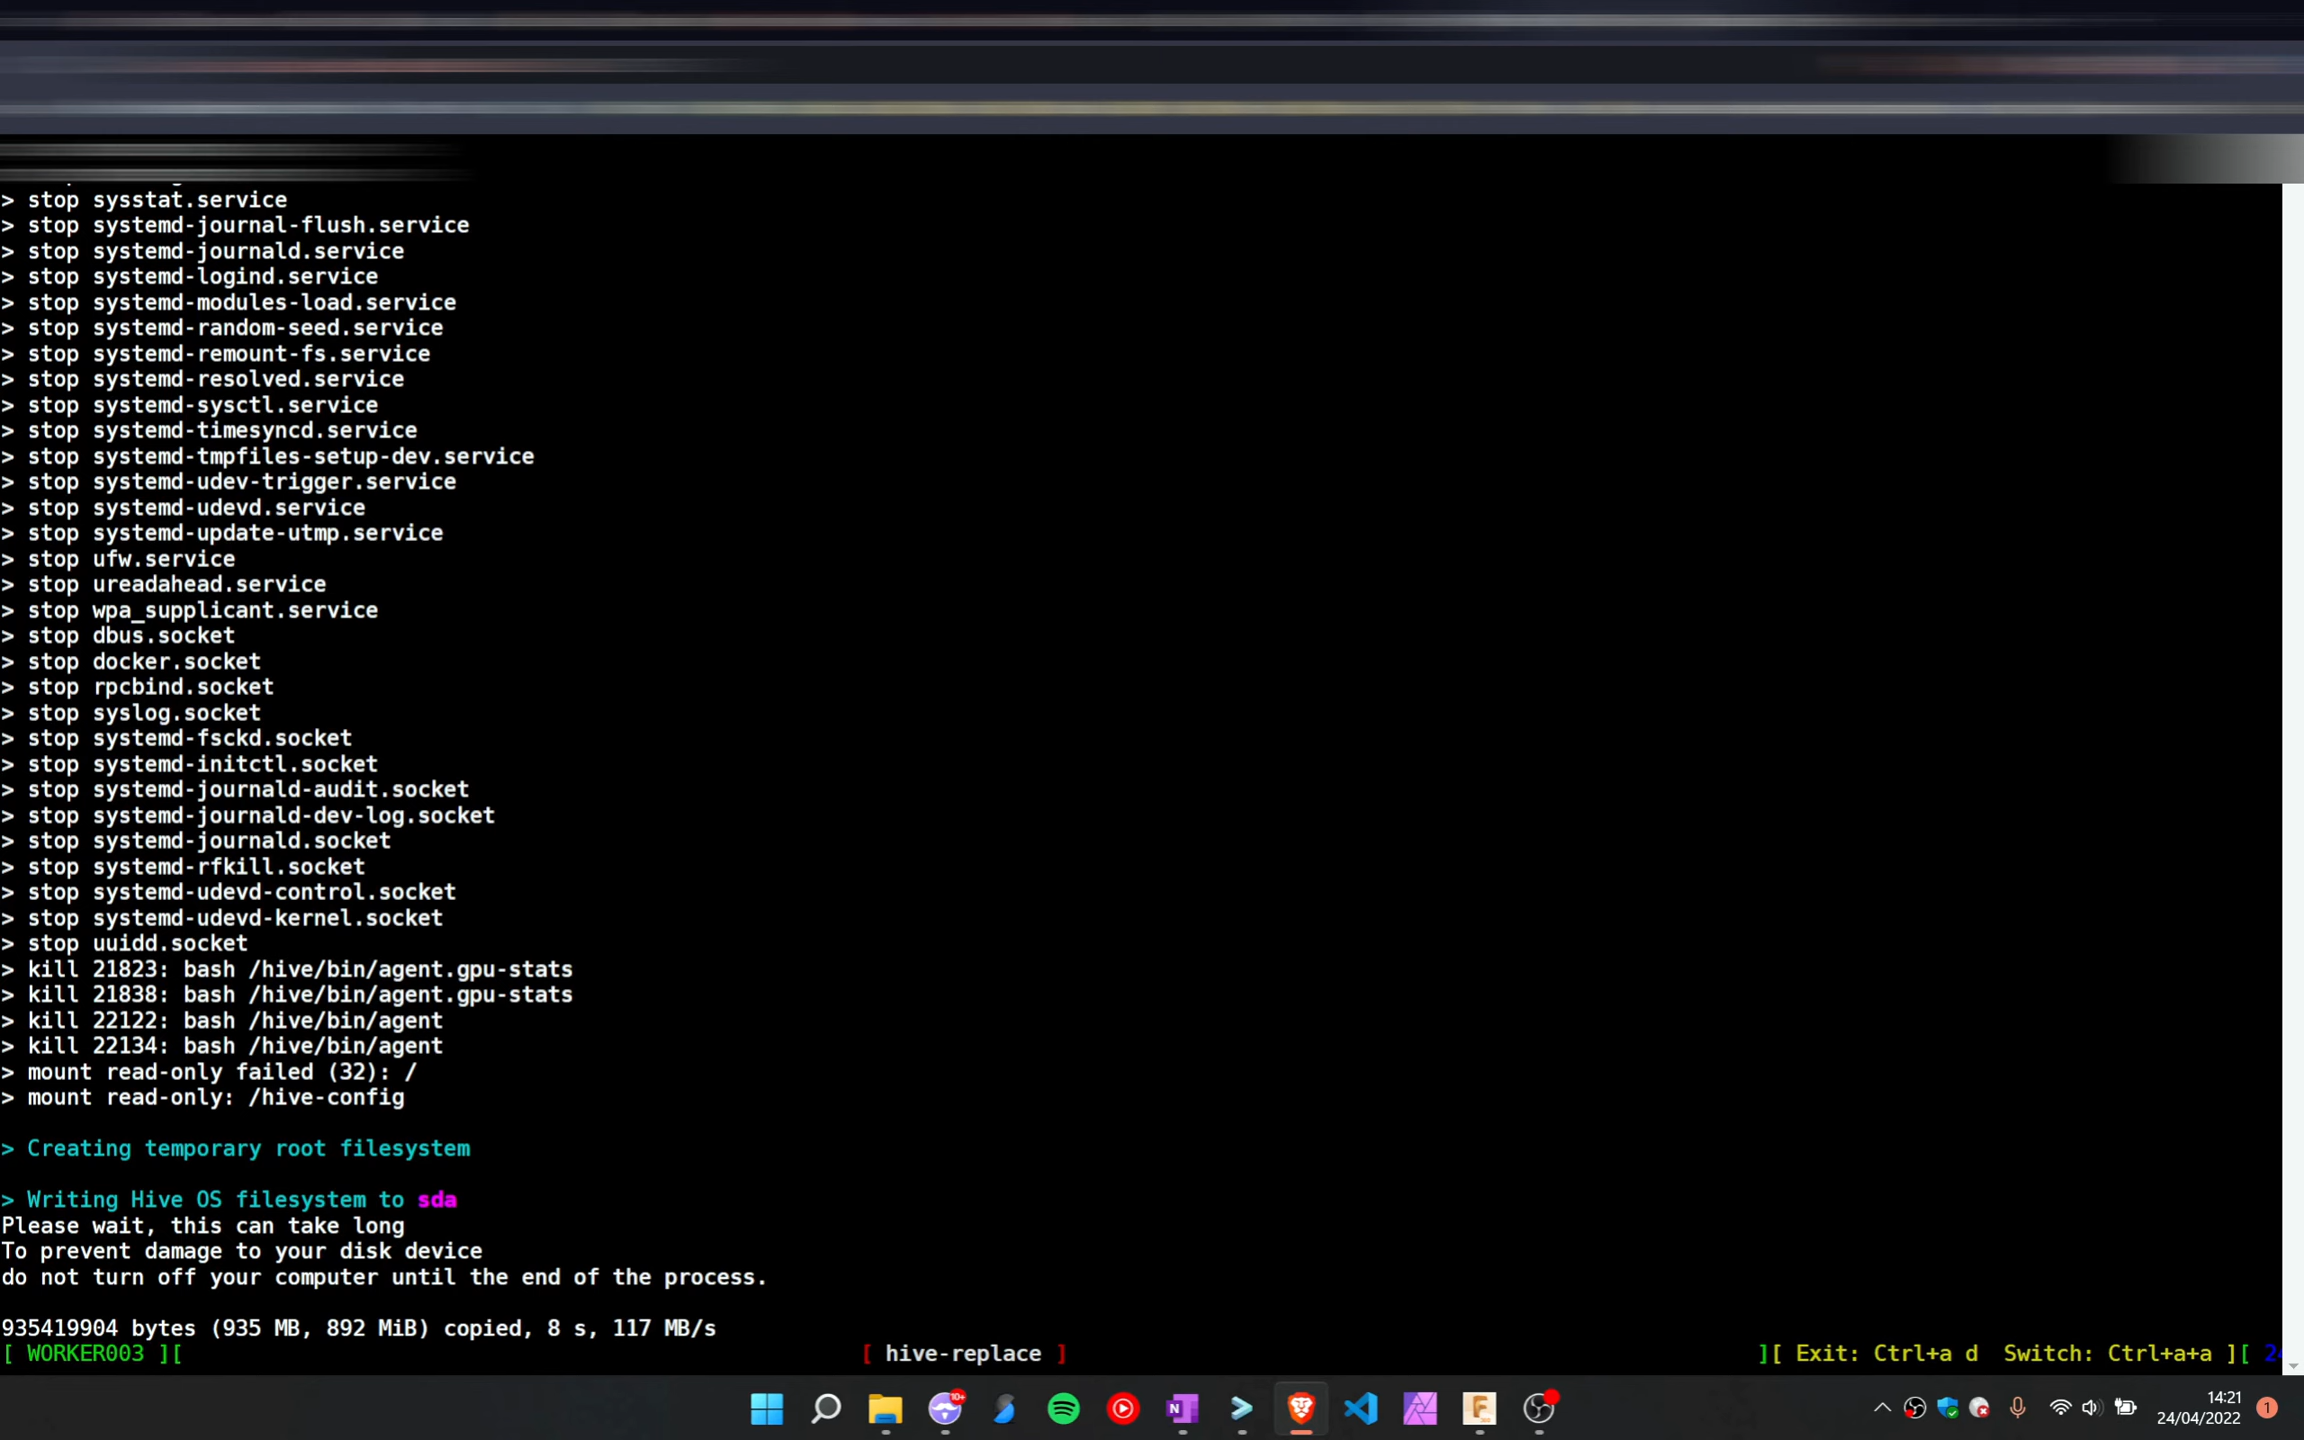 > stop sysstat.service
> stop systemd-journal-flush.service
> stop systemd-journald.service
> stop systemd-logind.service
> stop systemd-modules-load.service
> stop systemd-random-seed.service
> stop systemd-remount-fs.service
> stop systemd-resolved.service
> stop systemd-sysctl.service
> stop systemd-timesyncd.service
> stop systemd-tmpfiles-setup-dev.service
> stop systemd-udev-trigger.service
> stop systemd-udevd.service
> stop systemd-update-utmp.service
> stop ufw.service
> stop ureadahead.service
> stop wpa_supplicant.service
> stop dbus.socket
> stop docker.socket
> stop rpcbind.socket
> stop syslog.socket
> stop systemd-fsckd.socket
> stop systemd-initctl.socket
> stop systemd-journald-audit.socket
> stop systemd-journald-dev-log.socket
> stop systemd-journald.socket
> stop systemd-rfkill.socket
> stop systemd-udevd-control.socket
> stop systemd-udevd-kernel.socket
> stop uuidd.socket
> kill 21823: bash /hive/bin/agent.gpu-stats
> kill 21838: bash /hive/bin/agent.gpu-stats
> kill 22122: bash /hive/bin/agent
> kill 22134: bash /hive/bin/agent
> mount read-only failed (32): /
> mount read-only: /hive-config
> Creating temporary root filesystem
> Writing Hive OS filesystem to sda
Please wait, this can take long
To prevent damage to your disk device
do not turn off your computer until the end of the process.
935419904 bytes (935 MB, 892 MiB) copied, 8 s, 117 MB/s
[ WORKER003 ][ [ hive-replace ] ][ Exit: Ctrl+a d Switch: Ctrl+a+a ][
10+
N
F
14:21
24/04/2022
1